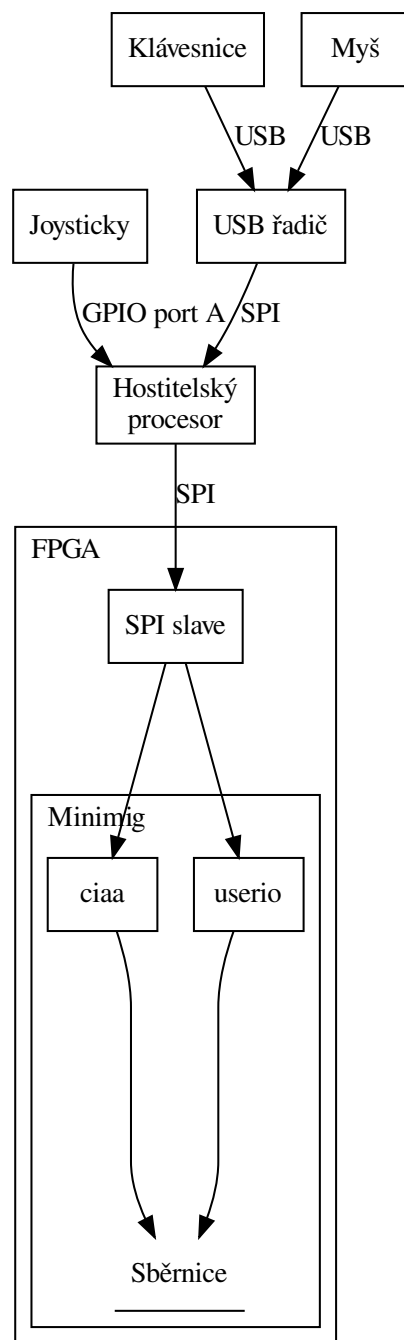 Klávesnice
Myš
USB
USB
Joysticky
USB řadič
GPIO port A
SPI
Hostitelský
procesor
SPI
FPGA
SPI slave
Minimig
ciaa
userio
Sběrnice